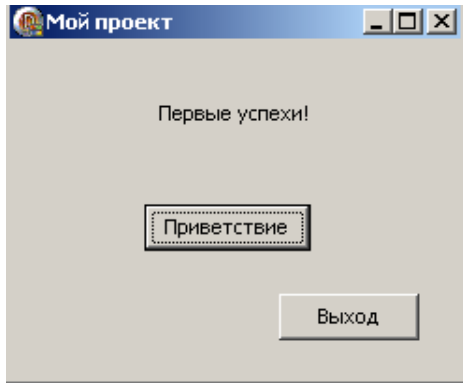 Мой проект
Первые успехи!
Приветствие
Выход